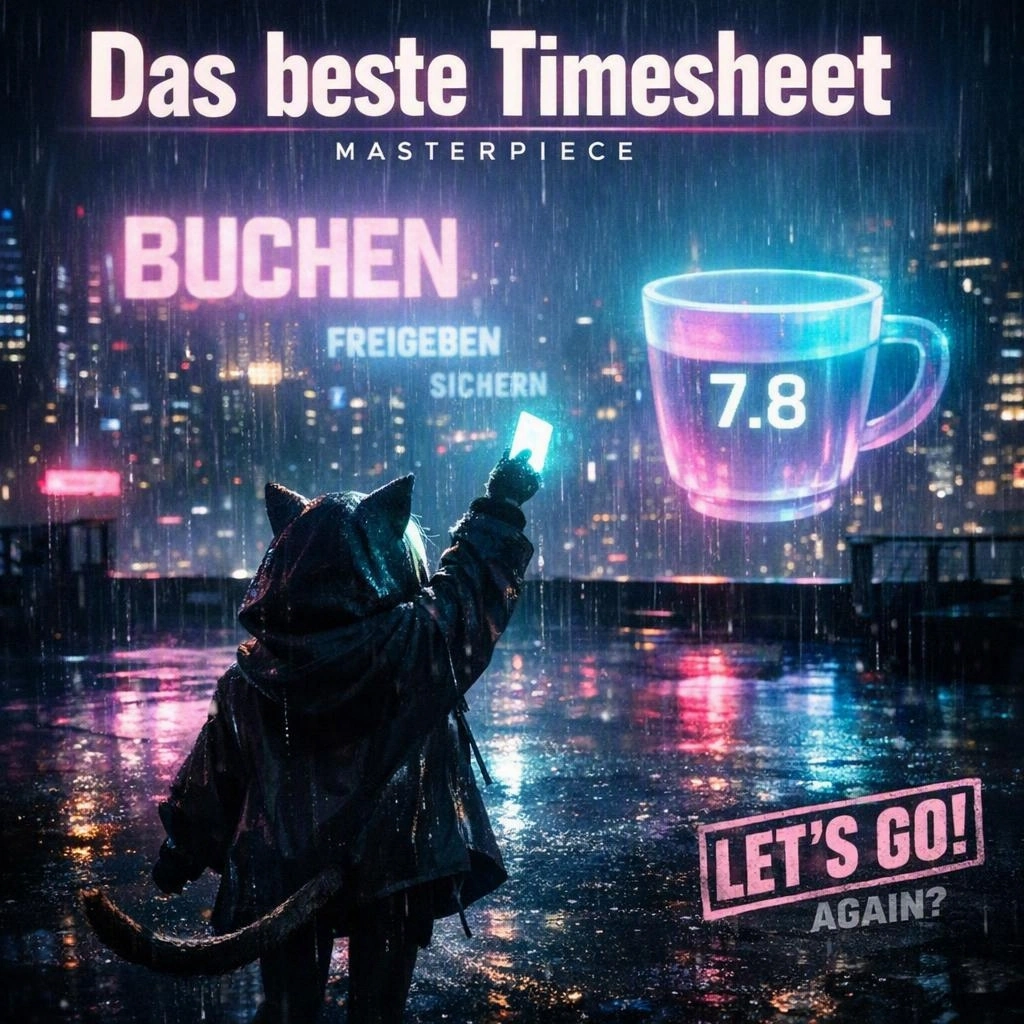 Das beste Timesheet
MASTERPIECE
BUCHEN
FREIGEBEN
SICHERN
7.8
LET'S GO!
AGAIN?